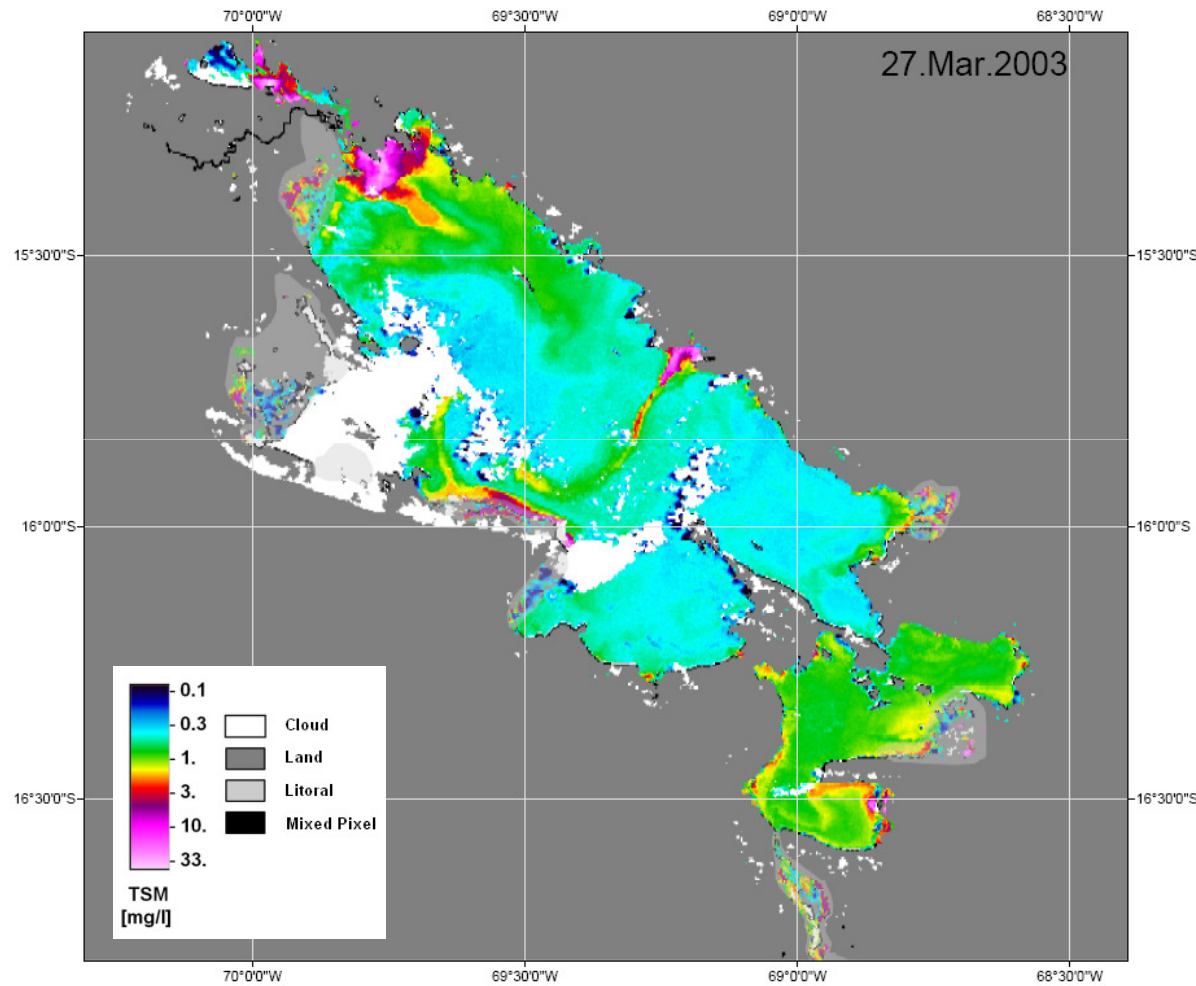 70°0'0"W 69°30'0"W 69°0'0"W 68°30'0"W
27.Mar.2003
15°30'0"S 15°30'0"S
16°0'0"S 16°0'0"S
16°30'0"S 16°30'0"S
0.1
0.3
1.
3.
10.
33.
TSM
[mg/l]
Cloud
Land
Litoral
Mixed Pixel
70°0'0"W 69°30'0"W 69°0'0"W 68°30'0"W